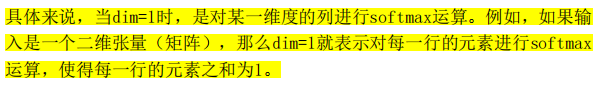 具体来说，当dim=1时，是对某一维度的列进行softmax运算。例如，如果输
入是一个二维张量（矩阵），那么dim=1就表示对每一行的元素进行softmax
运算，使得每一行的元素之和为1。